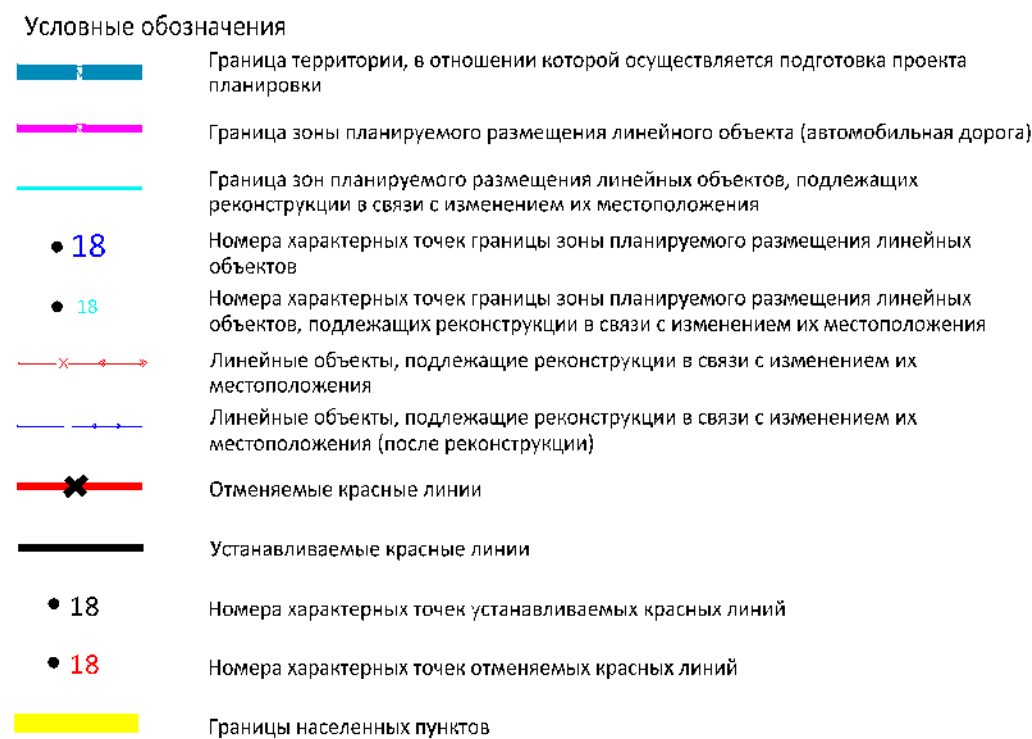 Условные обозначения
Граница территории, в отношении которой осуществляется подготовка проекта
планировки
Граница зоны планируемого размещения линейного объекта (автомобильная дорога)
Граница зон планируемого размещения линейных объектов, подлежащих
реконструкции в связи с изменением их местоположения
18 Номера характерных точек границы зоны планируемого размещения линейных
объектов
18 Номера характерных точек границы зоны планируемого размещения линейных
объектов, подлежащих реконструкции в связи с изменением их местоположения
Линейные объекты, подлежащие реконструкции в связи с изменением их
местоположения
Линейные объекты, подлежащие реконструкции в связи с изменением их
местоположения (после реконструкции)
Отменяемые красные линии
Устанавливаемые красные линии
18 Номера характерных точек устанавливаемых красных линий
18 Номера характерных точек отменяемых красных линий
Границы населенных пунктов